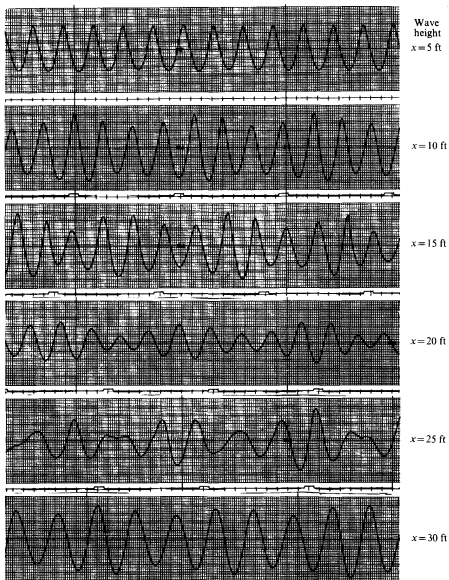 Wave
height
x = 5 ft
x = 10 ft
x = 15 ft
x = 20 ft
x = 25 ft
x = 30 ft